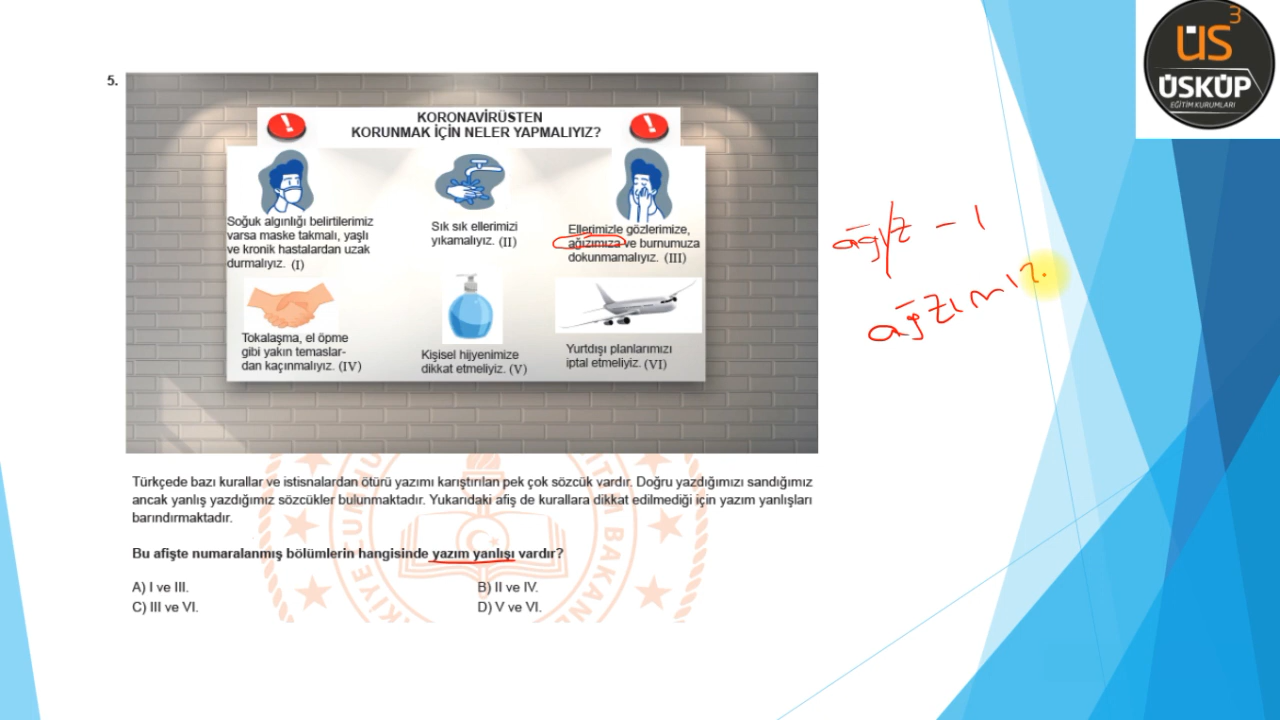 ÜS3
ÜSKÜP
EĞİTİM KURUMLARI
5.
KORONAVİRÜSTEN
KORUNMAK İÇİN NELER YAPMALIYIZ?
Soğuk algınlığı belirtilerimiz
varsa maske takmalı, yaşlı
ve kronik hastalardan uzak
durmalıyız. (I)
Sık sık ellerimizi
yıkamalıyız. (II)
Ellerimizle gözlerimize,
ağızımıza ve burnumuza
dokunmamalıyız. (III)
Tokalaşma, el öpme
gibi yakın temaslar-
dan kaçınmalıyız. (IV)
Kişisel hijyenimize
dikkat etmeliyiz. (V)
Yurtdışı planlarımızı
iptal etmeliyiz. (VI)
ağız - ı
ağzımız
Türkçede bazı kurallar ve istisnalardan ötürü yazımı karıştırılan pek çok sözcük vardır. Doğru yazdığımızı sandığımız
ancak yanlış yazdığımız sözcükler bulunmaktadır. Yukarıdaki afiş de kurallara dikkat edilmediği için yazım yanlışları
barındırmaktadır.
Bu afişte numaralanmış bölümlerin hangisinde yazım yanlışı vardır?
A) I ve III.
B) II ve IV.
C) III ve VI.
D) V ve VI.